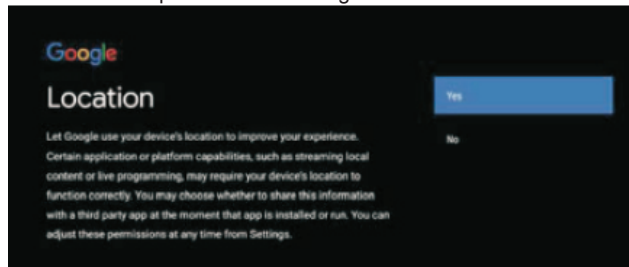 Google
Location
Yes
Let Google use your device's location to improve your experience.
No
Certain application or platform capabilities, such as streaming local
content or live programming, may require your device's location to
function correctly. You may choose whether to share this information
with a third party app at the moment that app is installed or run. You can
adjust these permissions at any time from Settings.